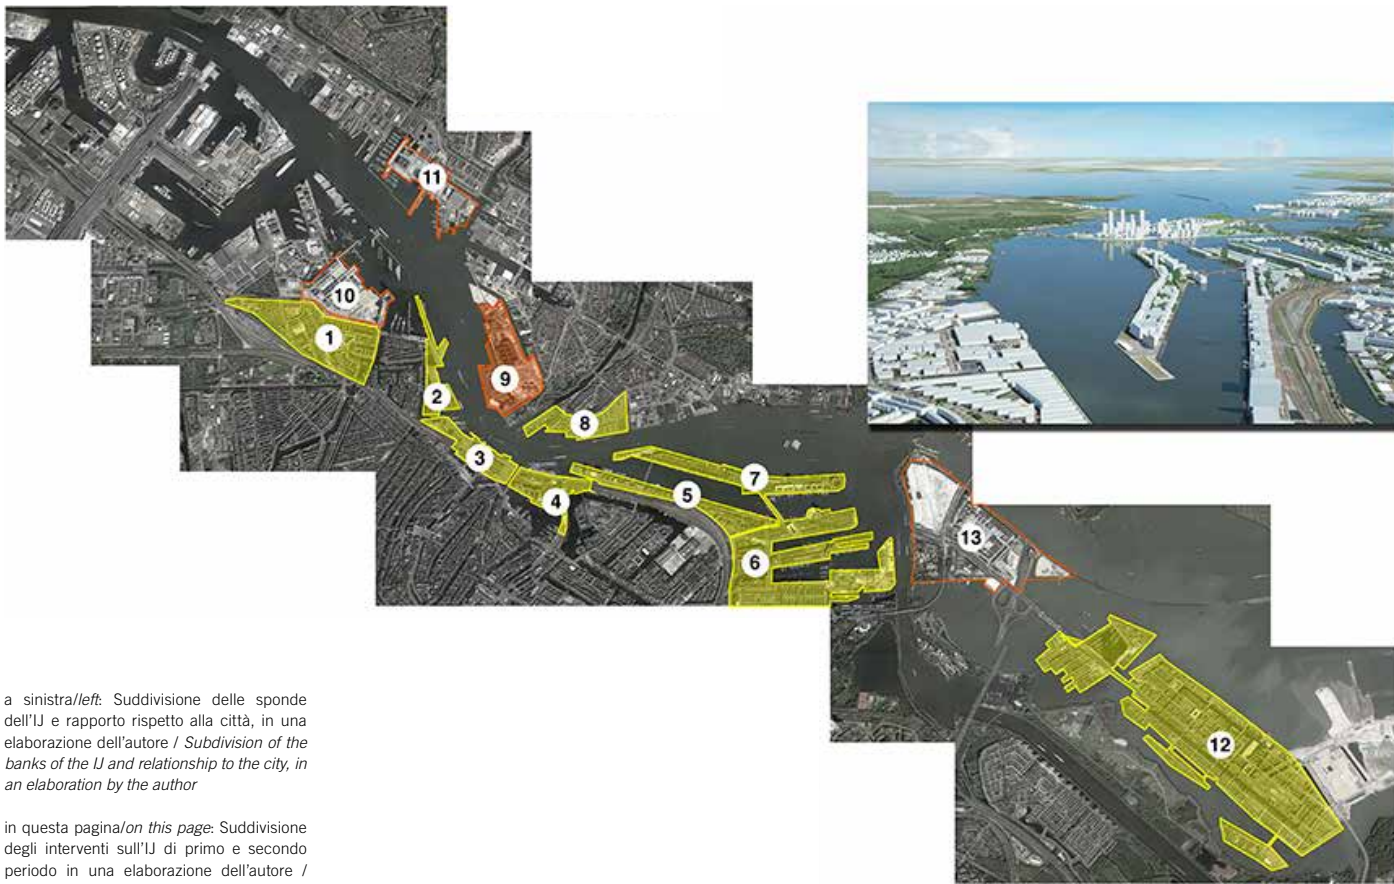 11
10
1
9
2
8
3
7
5
4
6
13
12
a sinistra/left: Suddivisione delle sponde
dell'IJ e rapporto rispetto alla città, in una
elaborazione dell'autore / Subdivision of the
banks of the IJ and relationship to the city, in
an elaboration by the author
in questa pagina/on this page: Suddivisione
degli interventi sull'IJ di primo e secondo
periodo in una elaborazione dell'autore /